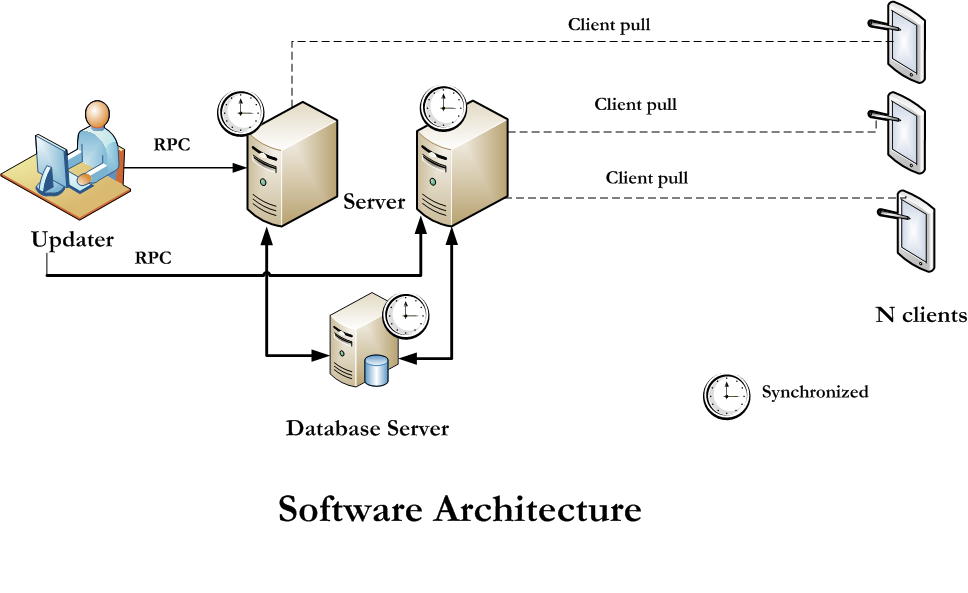 Client pull
Client pull
RPC
Client pull
Server
Updater
RPC
N clients
Synchronized
Database Server
Software Architecture